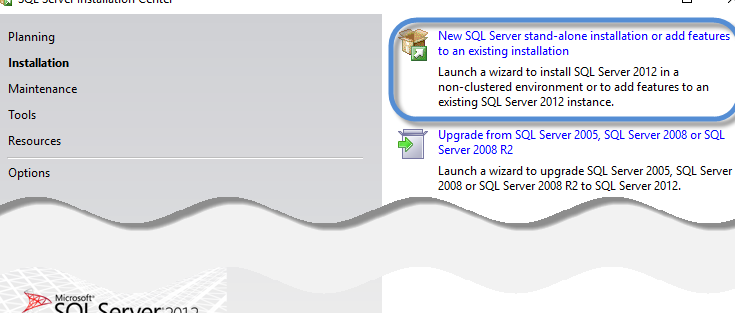 SQL Server Installation Center
Planning
Installation
Maintenance
Tools
Resources
Options
New SQL Server stand-alone installation or add features
to an existing installation
Launch a wizard to install SQL Server 2012 in a
non-clustered environment or to add features to an
existing SQL Server 2012 instance.
Upgrade from SQL Server 2005, SQL Server 2008 or SQL
Server 2008 R2
Launch a wizard to upgrade SQL Server 2005, SQL Server
2008 or SQL Server 2008 R2 to SQL Server 2012.
Microsoft®
SQL Server 2012